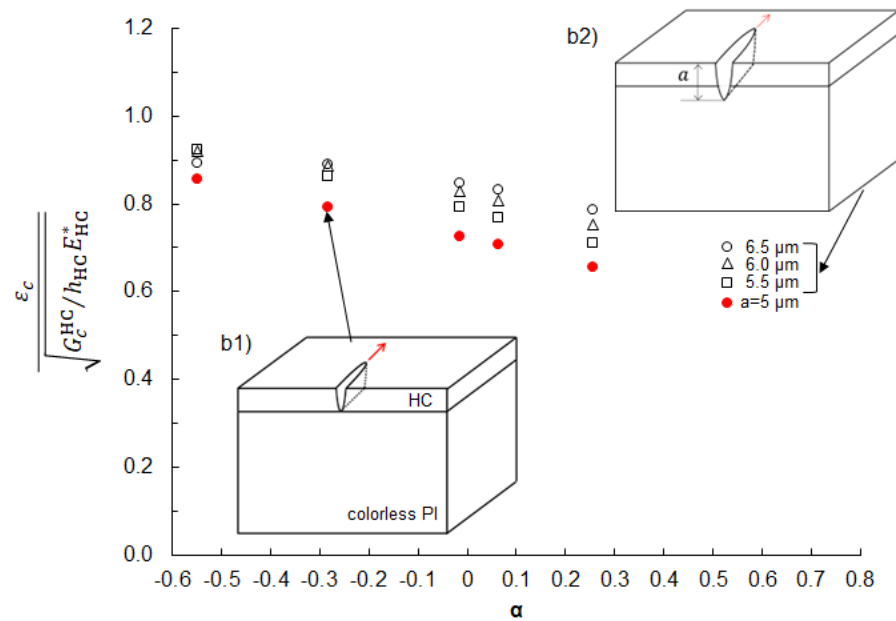 1.2
1.0
0.8
0.6
0.4
0.2
0.0
ε_c
√(G_c^HC/h_HC E*_HC)
b2)
a
6.5 µm
6.0 µm
5.5 µm
a=5 µm
b1)
HC
colorless PI
-0.6 -0.5 -0.4 -0.3 -0.2 -0.1 0 0.1 0.2 0.3 0.4 0.5 0.6 0.7 0.8
α